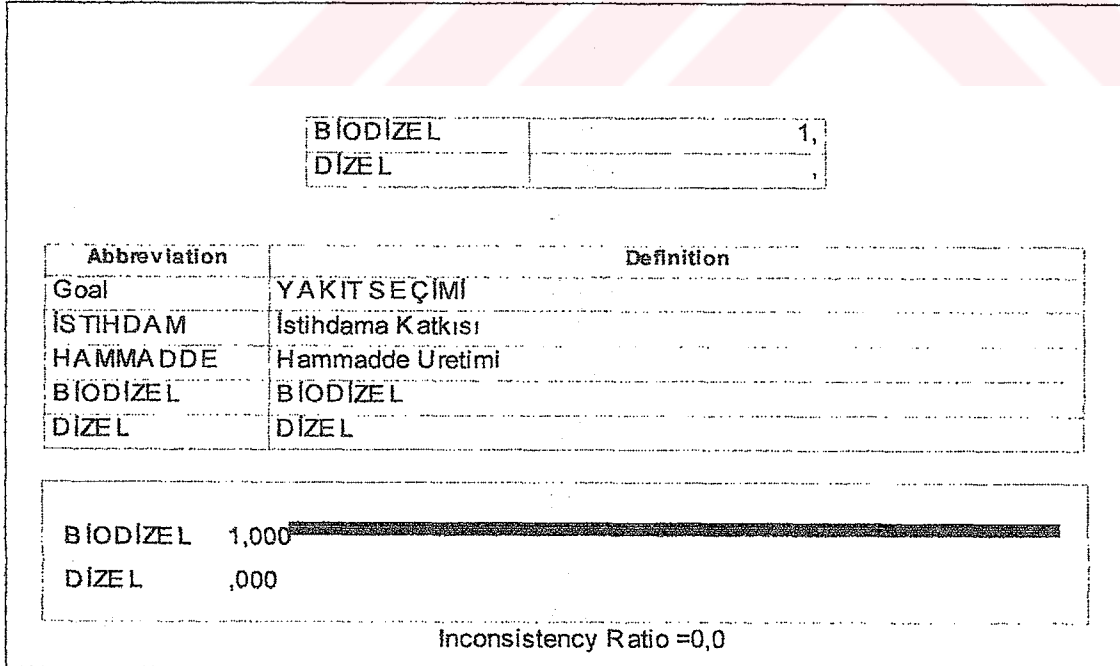 BİODİZEL 1,
DİZEL ,
Abbreviation Definition
Goal YAKIT SEÇİMİ
İSTİHDAM İstihdama Katkısı
HAMMADDE Hammadde Uretimi
BİODİZEL BİODİZEL
DİZEL DİZEL
BİODİZEL 1,000
DİZEL ,000
Inconsistency Ratio =0,0